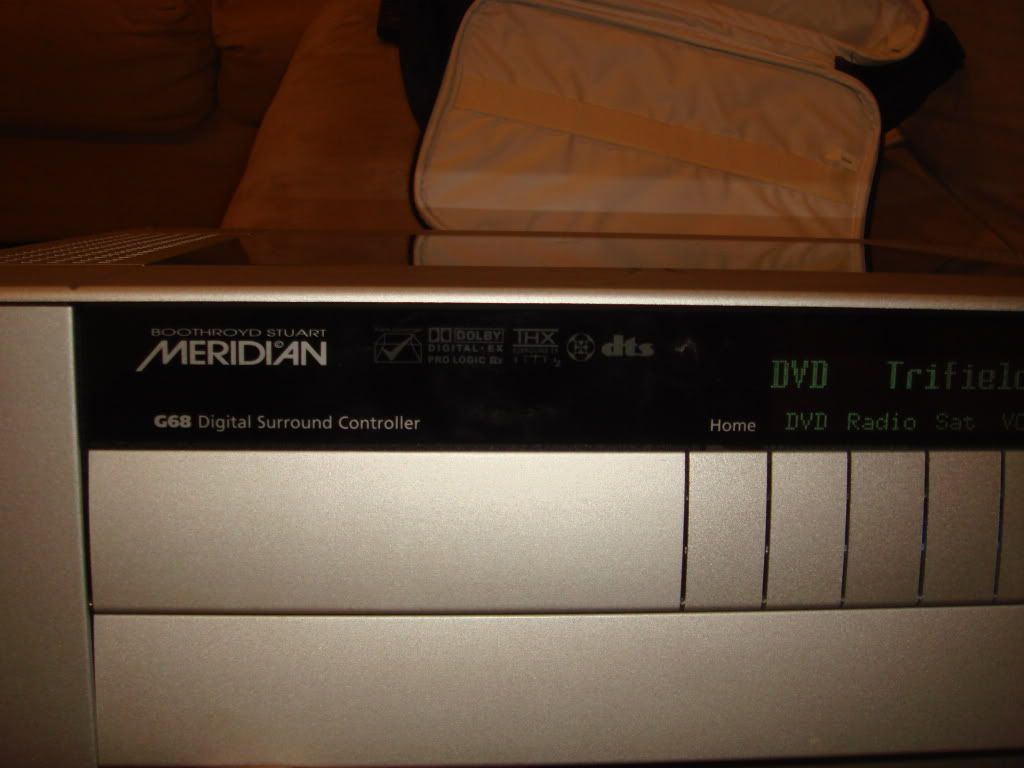 BOOTHROYD STUART
MERIDIAN
DOLBY
DIGITAL·EX
PRO LOGIC IIx
THX
dts
DVD Trifield
G68 Digital Surround Controller
Home DVD Radio Sat